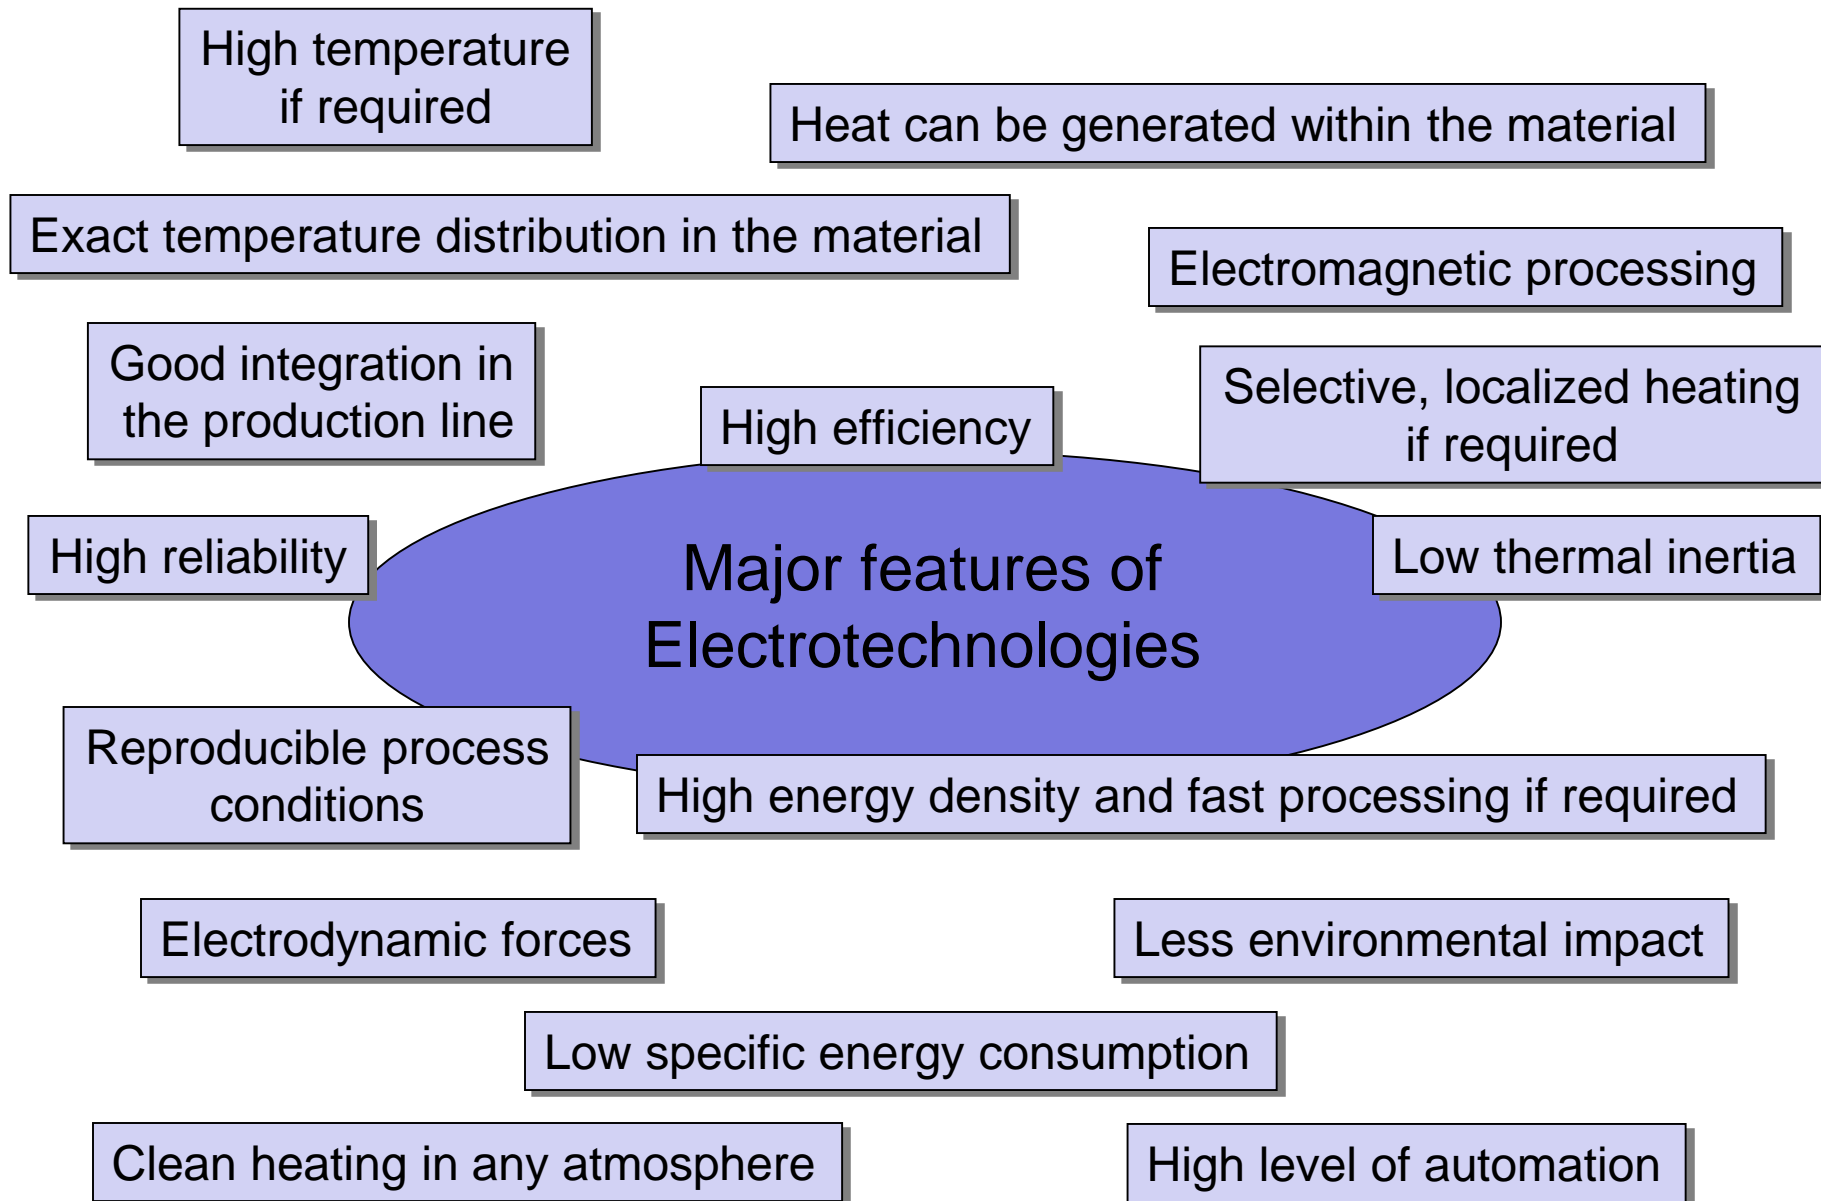 High temperature
if required
Heat can be generated within the material
Exact temperature distribution in the material
Electromagnetic processing
Good integration in
the production line
Selective, localized heating
if required
High efficiency
High reliability
Major features of
Electrotechnologies
Low thermal inertia
Reproducible process
conditions
High energy density and fast processing if required
Electrodynamic forces
Less environmental impact
Low specific energy consumption
Clean heating in any atmosphere
High level of automation